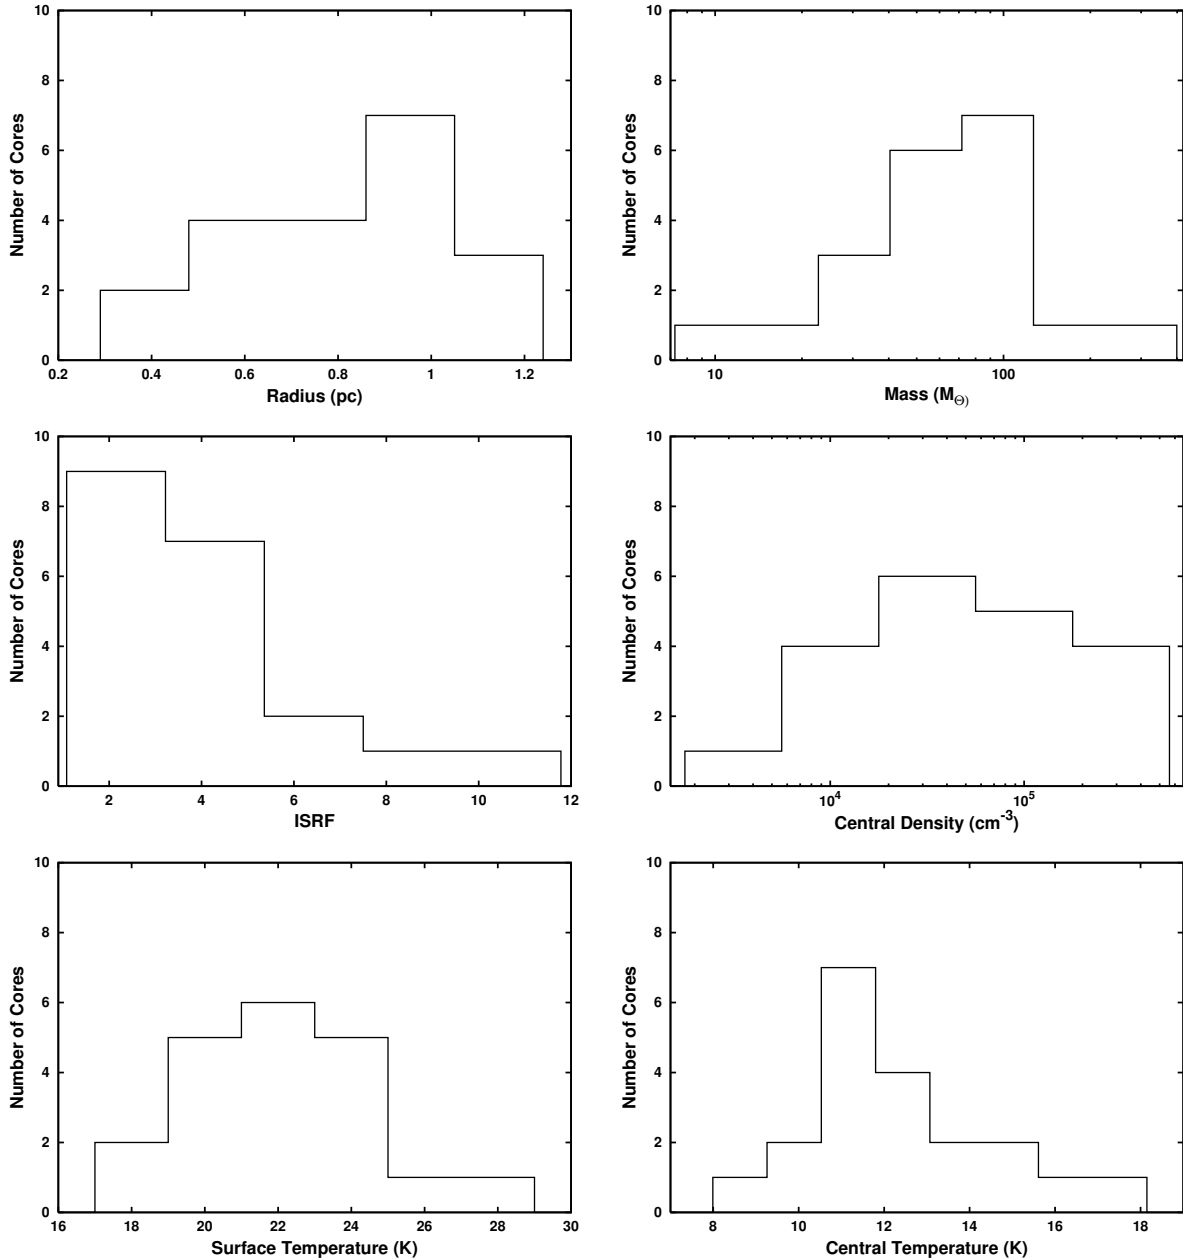 10
8
6
4
2
0
Number of Cores
0.2 0.4 0.6 0.8 1 1.2
Radius (pc)
10
8
6
4
2
0
Number of Cores
10 100
Mass (M_Θ)
10
8
6
4
2
0
Number of Cores
2 4 6 8 10 12
ISRF
10
8
6
4
2
0
Number of Cores
10^4 10^5
Central Density (cm^-3)
10
8
6
4
2
0
Number of Cores
16 18 20 22 24 26 28 30
Surface Temperature (K)
10
8
6
4
2
0
Number of Cores
8 10 12 14 16 18
Central Temperature (K)